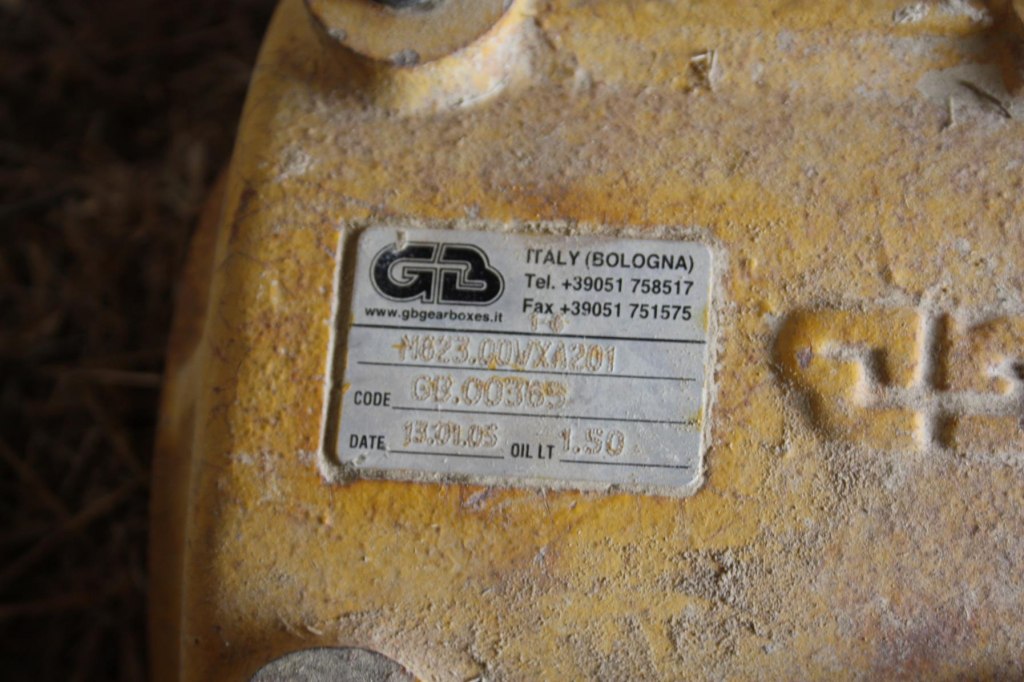 GB
ITALY (BOLOGNA)
Tel. +39051 758517
Fax +39051 751575
www.gbgearboxes.it
CODE GB.00365
DATE 13.01.05 OIL LT 1.50
GB